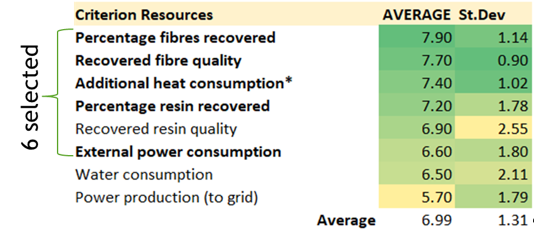 Criterion Resources AVERAGE St.Dev
Percentage fibres recovered 7.90 1.14
Recovered fibre quality 7.70 0.90
Additional heat consumption* 7.40 1.02
Percentage resin recovered 7.20 1.78
Recovered resin quality 6.90 2.55
External power consumption 6.60 1.80
Water consumption 6.50 2.11
Power production (to grid) 5.70 1.79
Average 6.99 1.31
6 selected